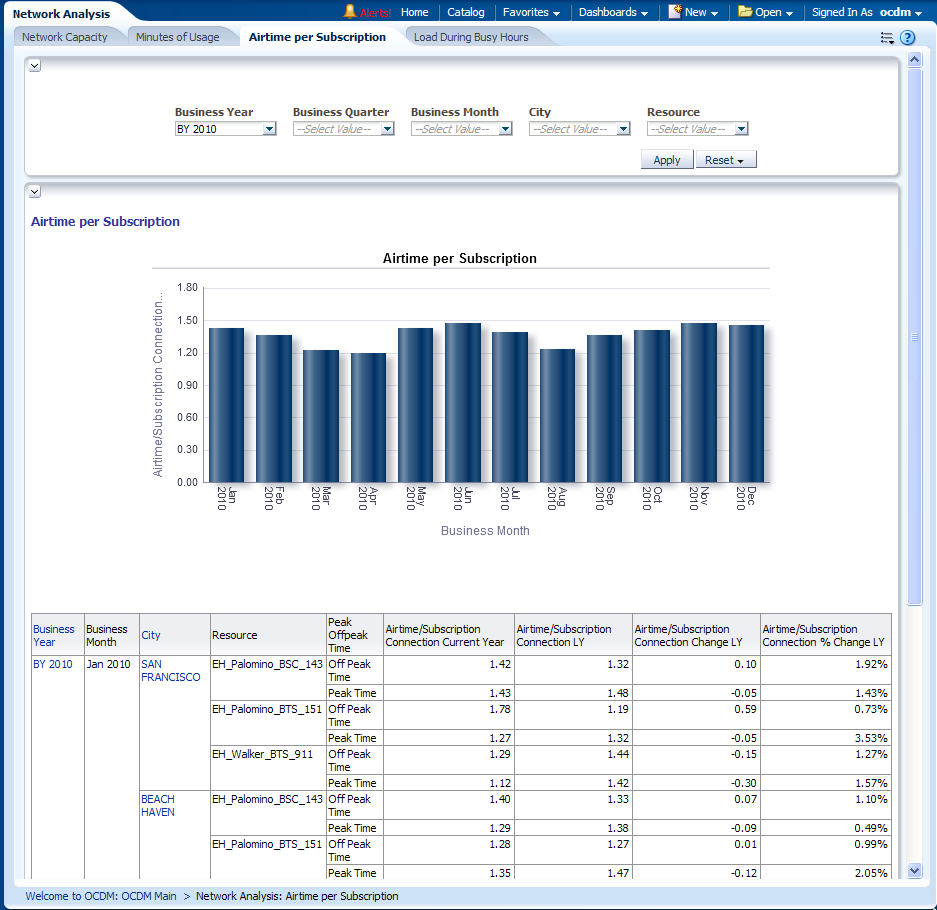 Network Analysis
Alerts! Home Catalog Favorites Dashboards New Open Signed In As ocdm
Network Capacity Minutes of Usage Airtime per Subscription Load During Busy Hours
Business Year Business Quarter Business Month City Resource
BY 2010 --Select Value-- --Select Value-- --Select Value-- --Select Value--
Apply Reset
Airtime per Subscription
Airtime per Subscription
Airtime/Subscription Connection...
1.80
1.50
1.20
0.90
0.60
0.30
0.00
Jan 2010 Feb 2010 Mar 2010 Apr 2010 May 2010 Jun 2010 Jul 2010 Aug 2010 Sep 2010 Oct 2010 Nov 2010 Dec 2010
Business Month
Business Year Business Month City Resource Peak Offpeak Time Airtime/Subscription Connection Current Year Airtime/Subscription Connection LY Airtime/Subscription Connection Change LY Airtime/Subscription Connection % Change LY
BY 2010 Jan 2010 SAN FRANCISCO EH_Palomino_BSC_143 Off Peak Time 1.42 1.32 0.10 1.92%
Peak Time 1.43 1.48 -0.05 1.43%
EH_Palomino_BTS_151 Off Peak Time 1.78 1.19 0.59 0.73%
Peak Time 1.27 1.32 -0.05 3.53%
EH_Walker_BTS_911 Off Peak Time 1.29 1.44 -0.15 1.27%
Peak Time 1.12 1.42 -0.30 1.57%
BEACH HAVEN EH_Palomino_BSC_143 Off Peak Time 1.40 1.33 0.07 1.10%
Peak Time 1.29 1.38 -0.09 0.49%
EH_Palomino_BTS_151 Off Peak Time 1.28 1.27 0.01 0.99%
Peak Time 1.35 1.47 -0.12 2.05%
Welcome to OCDM: OCDM Main > Network Analysis: Airtime per Subscription